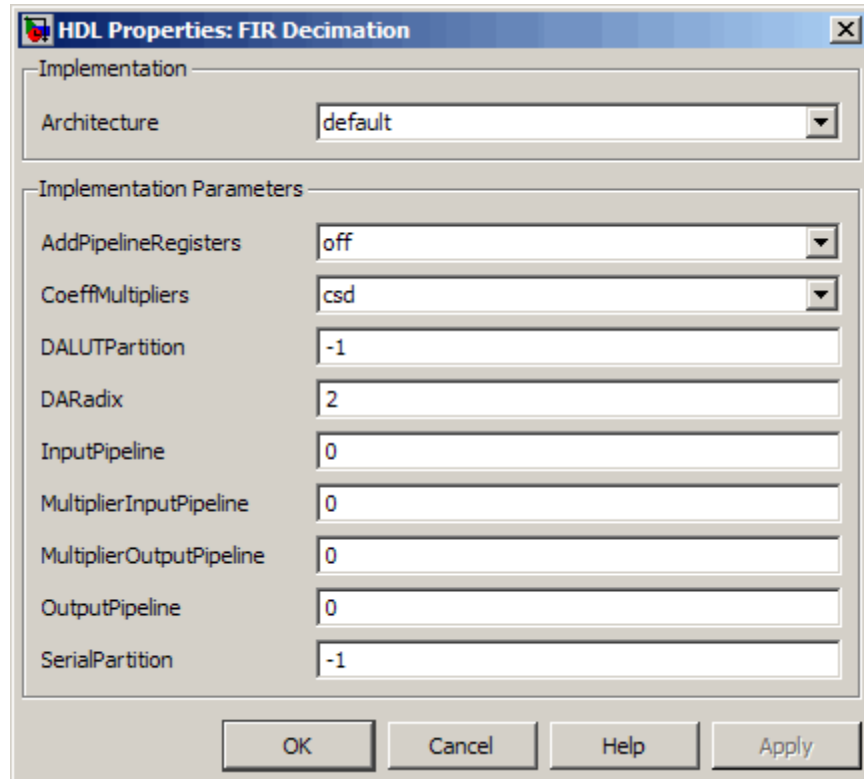 HDL Properties: FIR Decimation
Implementation
Architecture default
Implementation Parameters
AddPipelineRegisters off
CoeffMultipliers csd
DALUTPartition -1
DARadix 2
InputPipeline 0
MultiplierInputPipeline 0
MultiplierOutputPipeline 0
OutputPipeline 0
SerialPartition -1
OK Cancel Help Apply